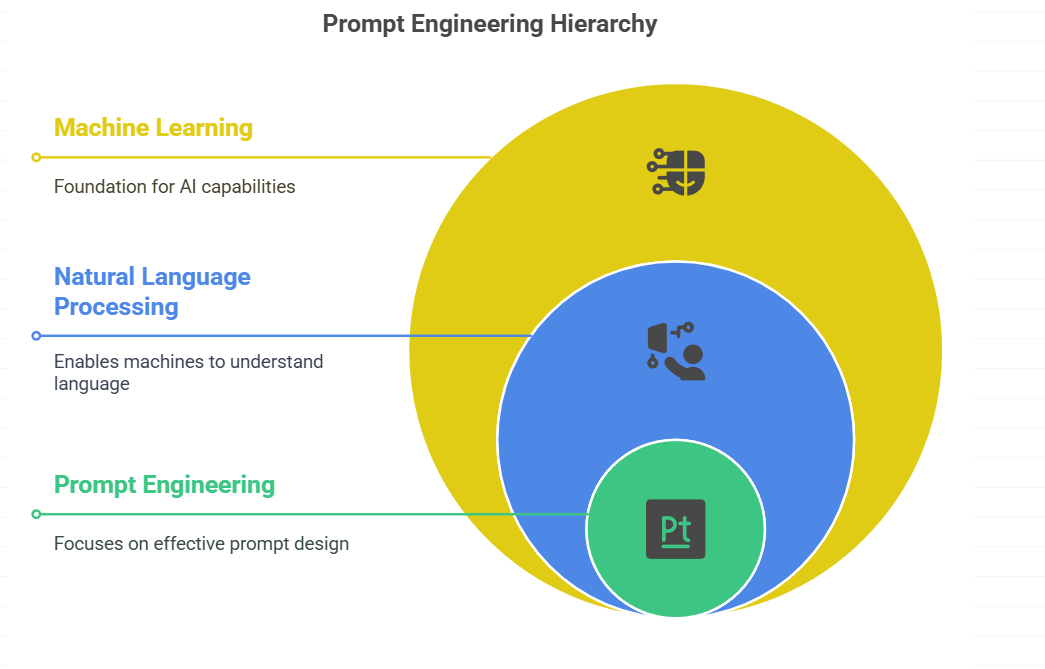 Prompt Engineering Hierarchy
Machine Learning
Foundation for AI capabilities
Natural Language
Processing
Enables machines to understand
language
Prompt Engineering
Focuses on effective prompt design
Pt